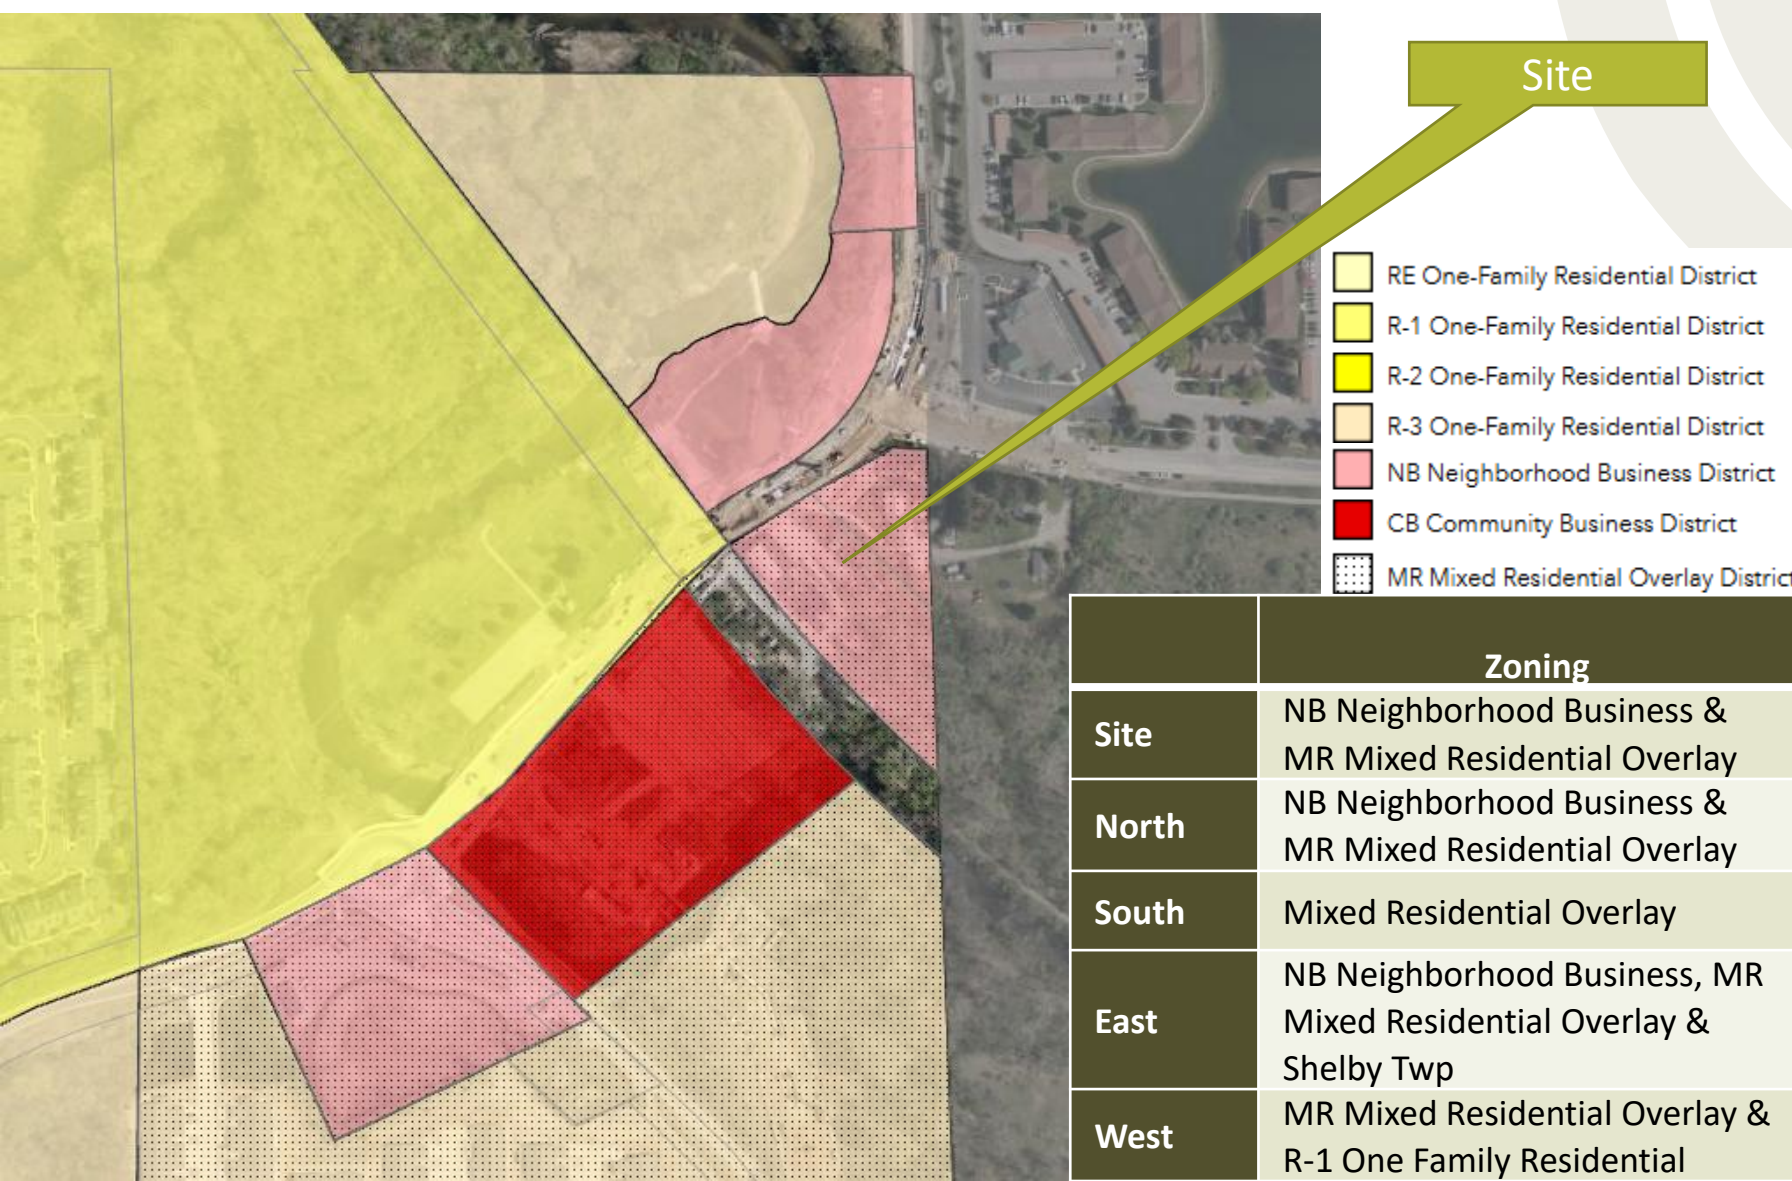 Site
RE One-Family Residential District
R-1 One-Family Residential District
R-2 One-Family Residential District
R-3 One-Family Residential District
NB Neighborhood Business District
CB Community Business District
MR Mixed Residential Overlay District
Zoning
Site
NB Neighborhood Business &
MR Mixed Residential Overlay
North
NB Neighborhood Business &
MR Mixed Residential Overlay
South
Mixed Residential Overlay
East
NB Neighborhood Business, MR
Mixed Residential Overlay &
Shelby Twp
West
MR Mixed Residential Overlay &
R-1 One Family Residential